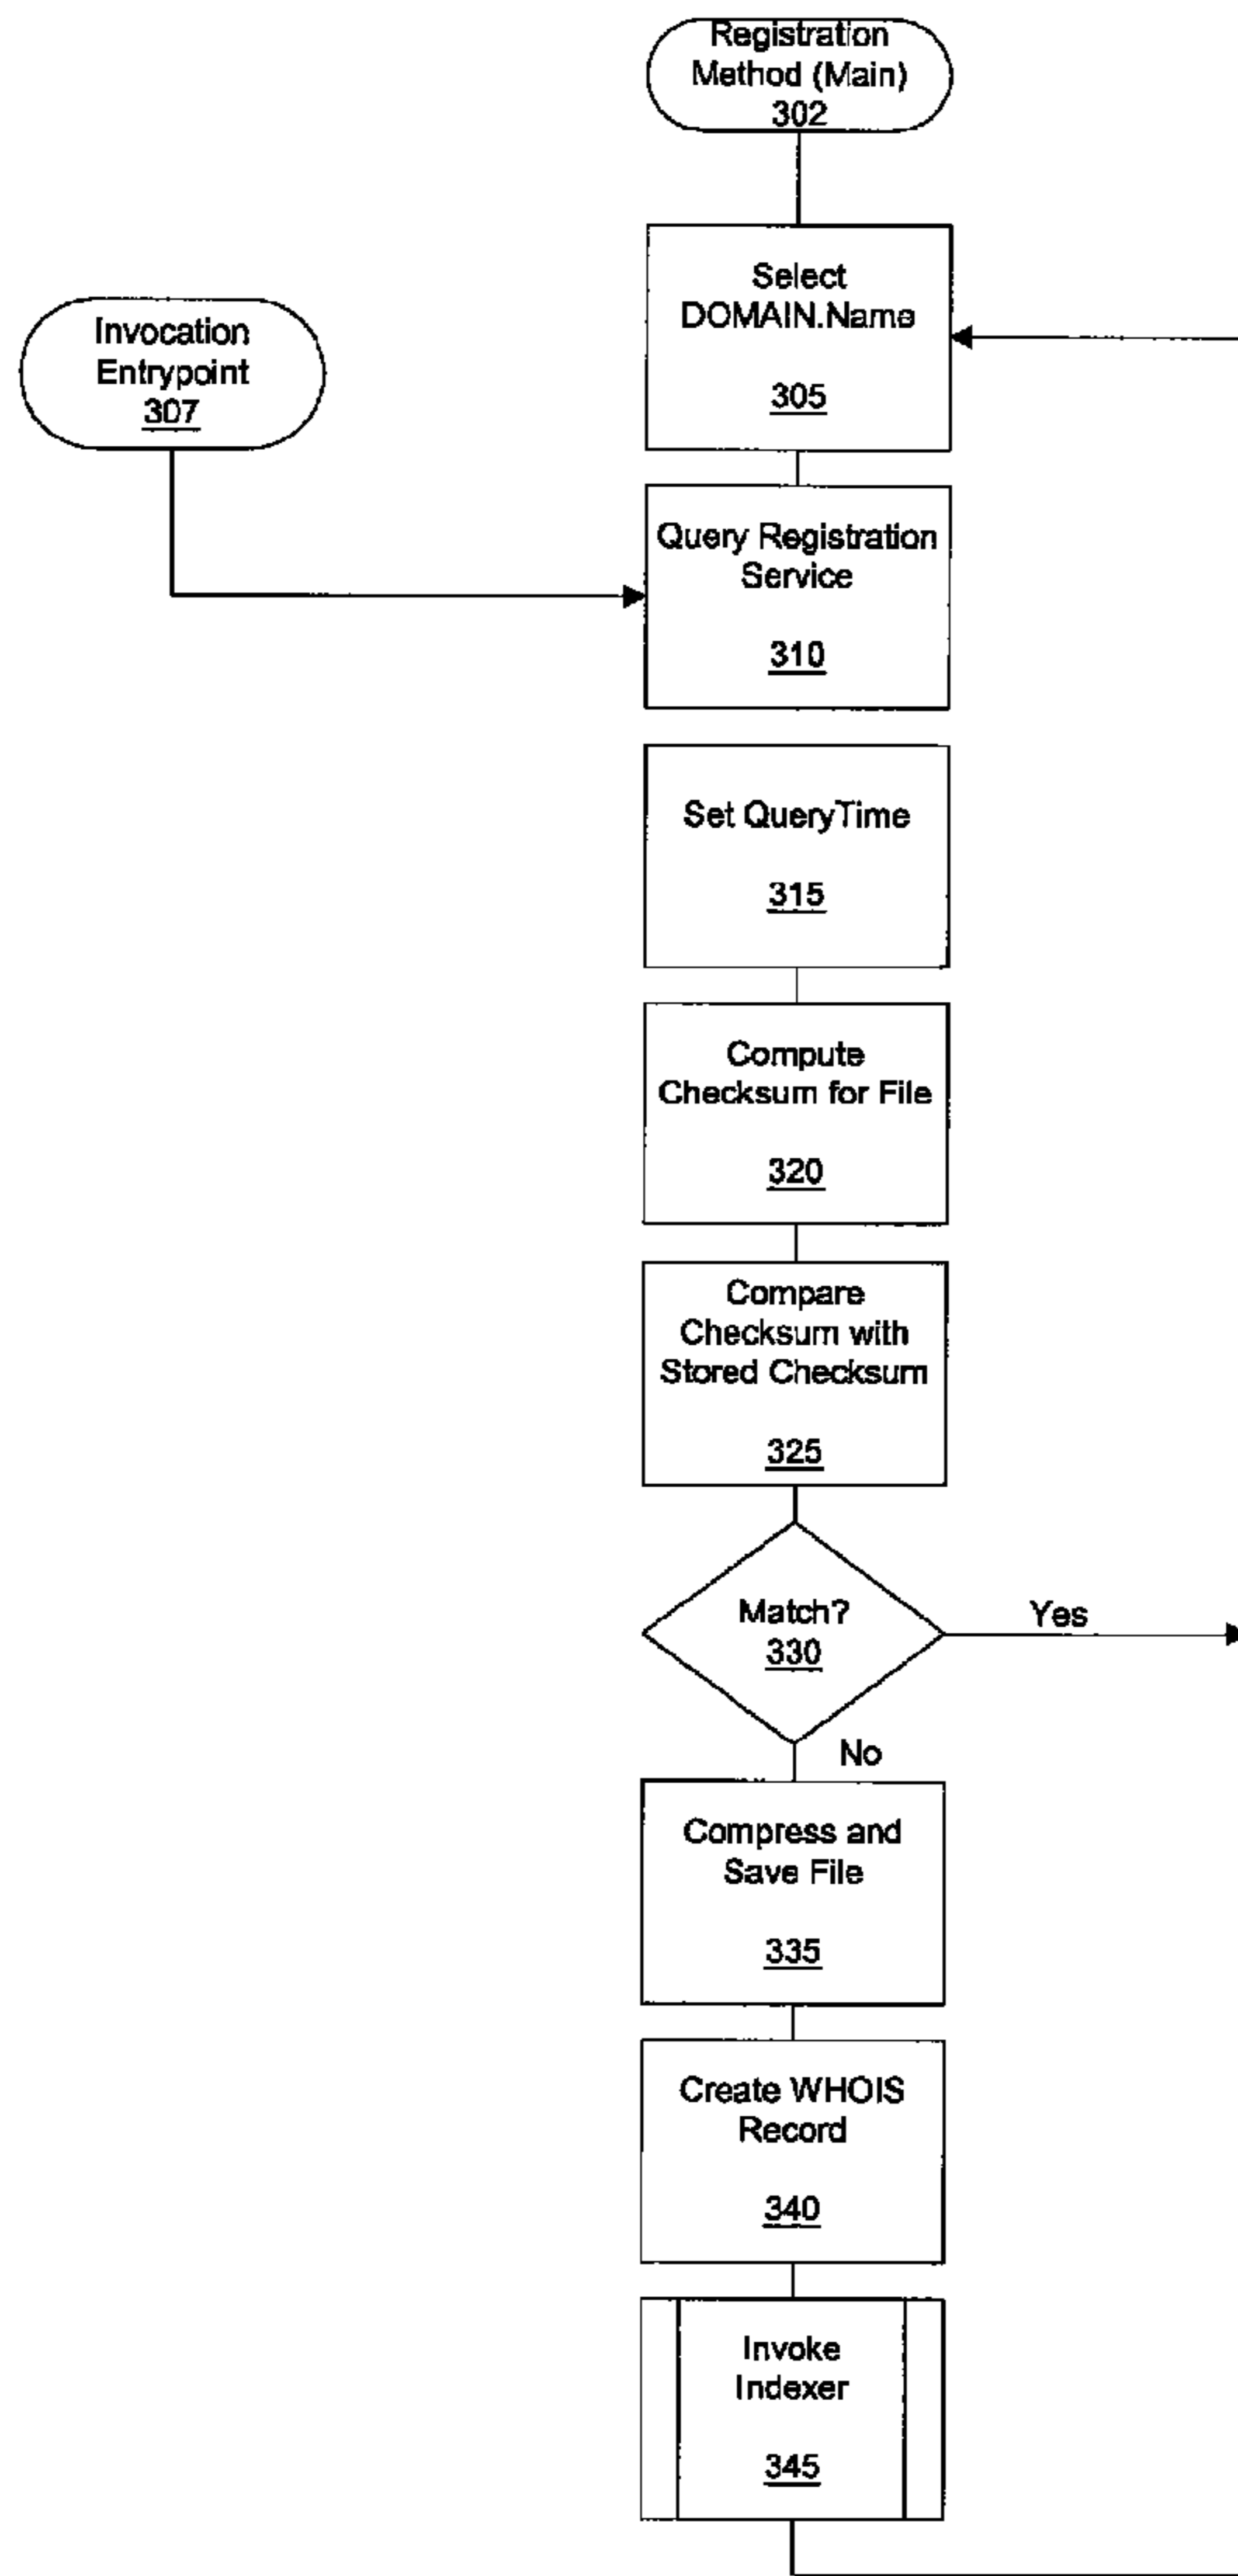 Registration
Method (Main)
302
Select
DOMAIN.Name
305
Invocation
Entrypoint
307
Query Registration
Service
310
Set QueryTime
315
Compute
Checksum for File
320
Compare
Checksum with
Stored Checksum
325
Match?
330
Yes
No
Compress and
Save File
335
Create WHOIS
Record
340
Invoke
Indexer
345